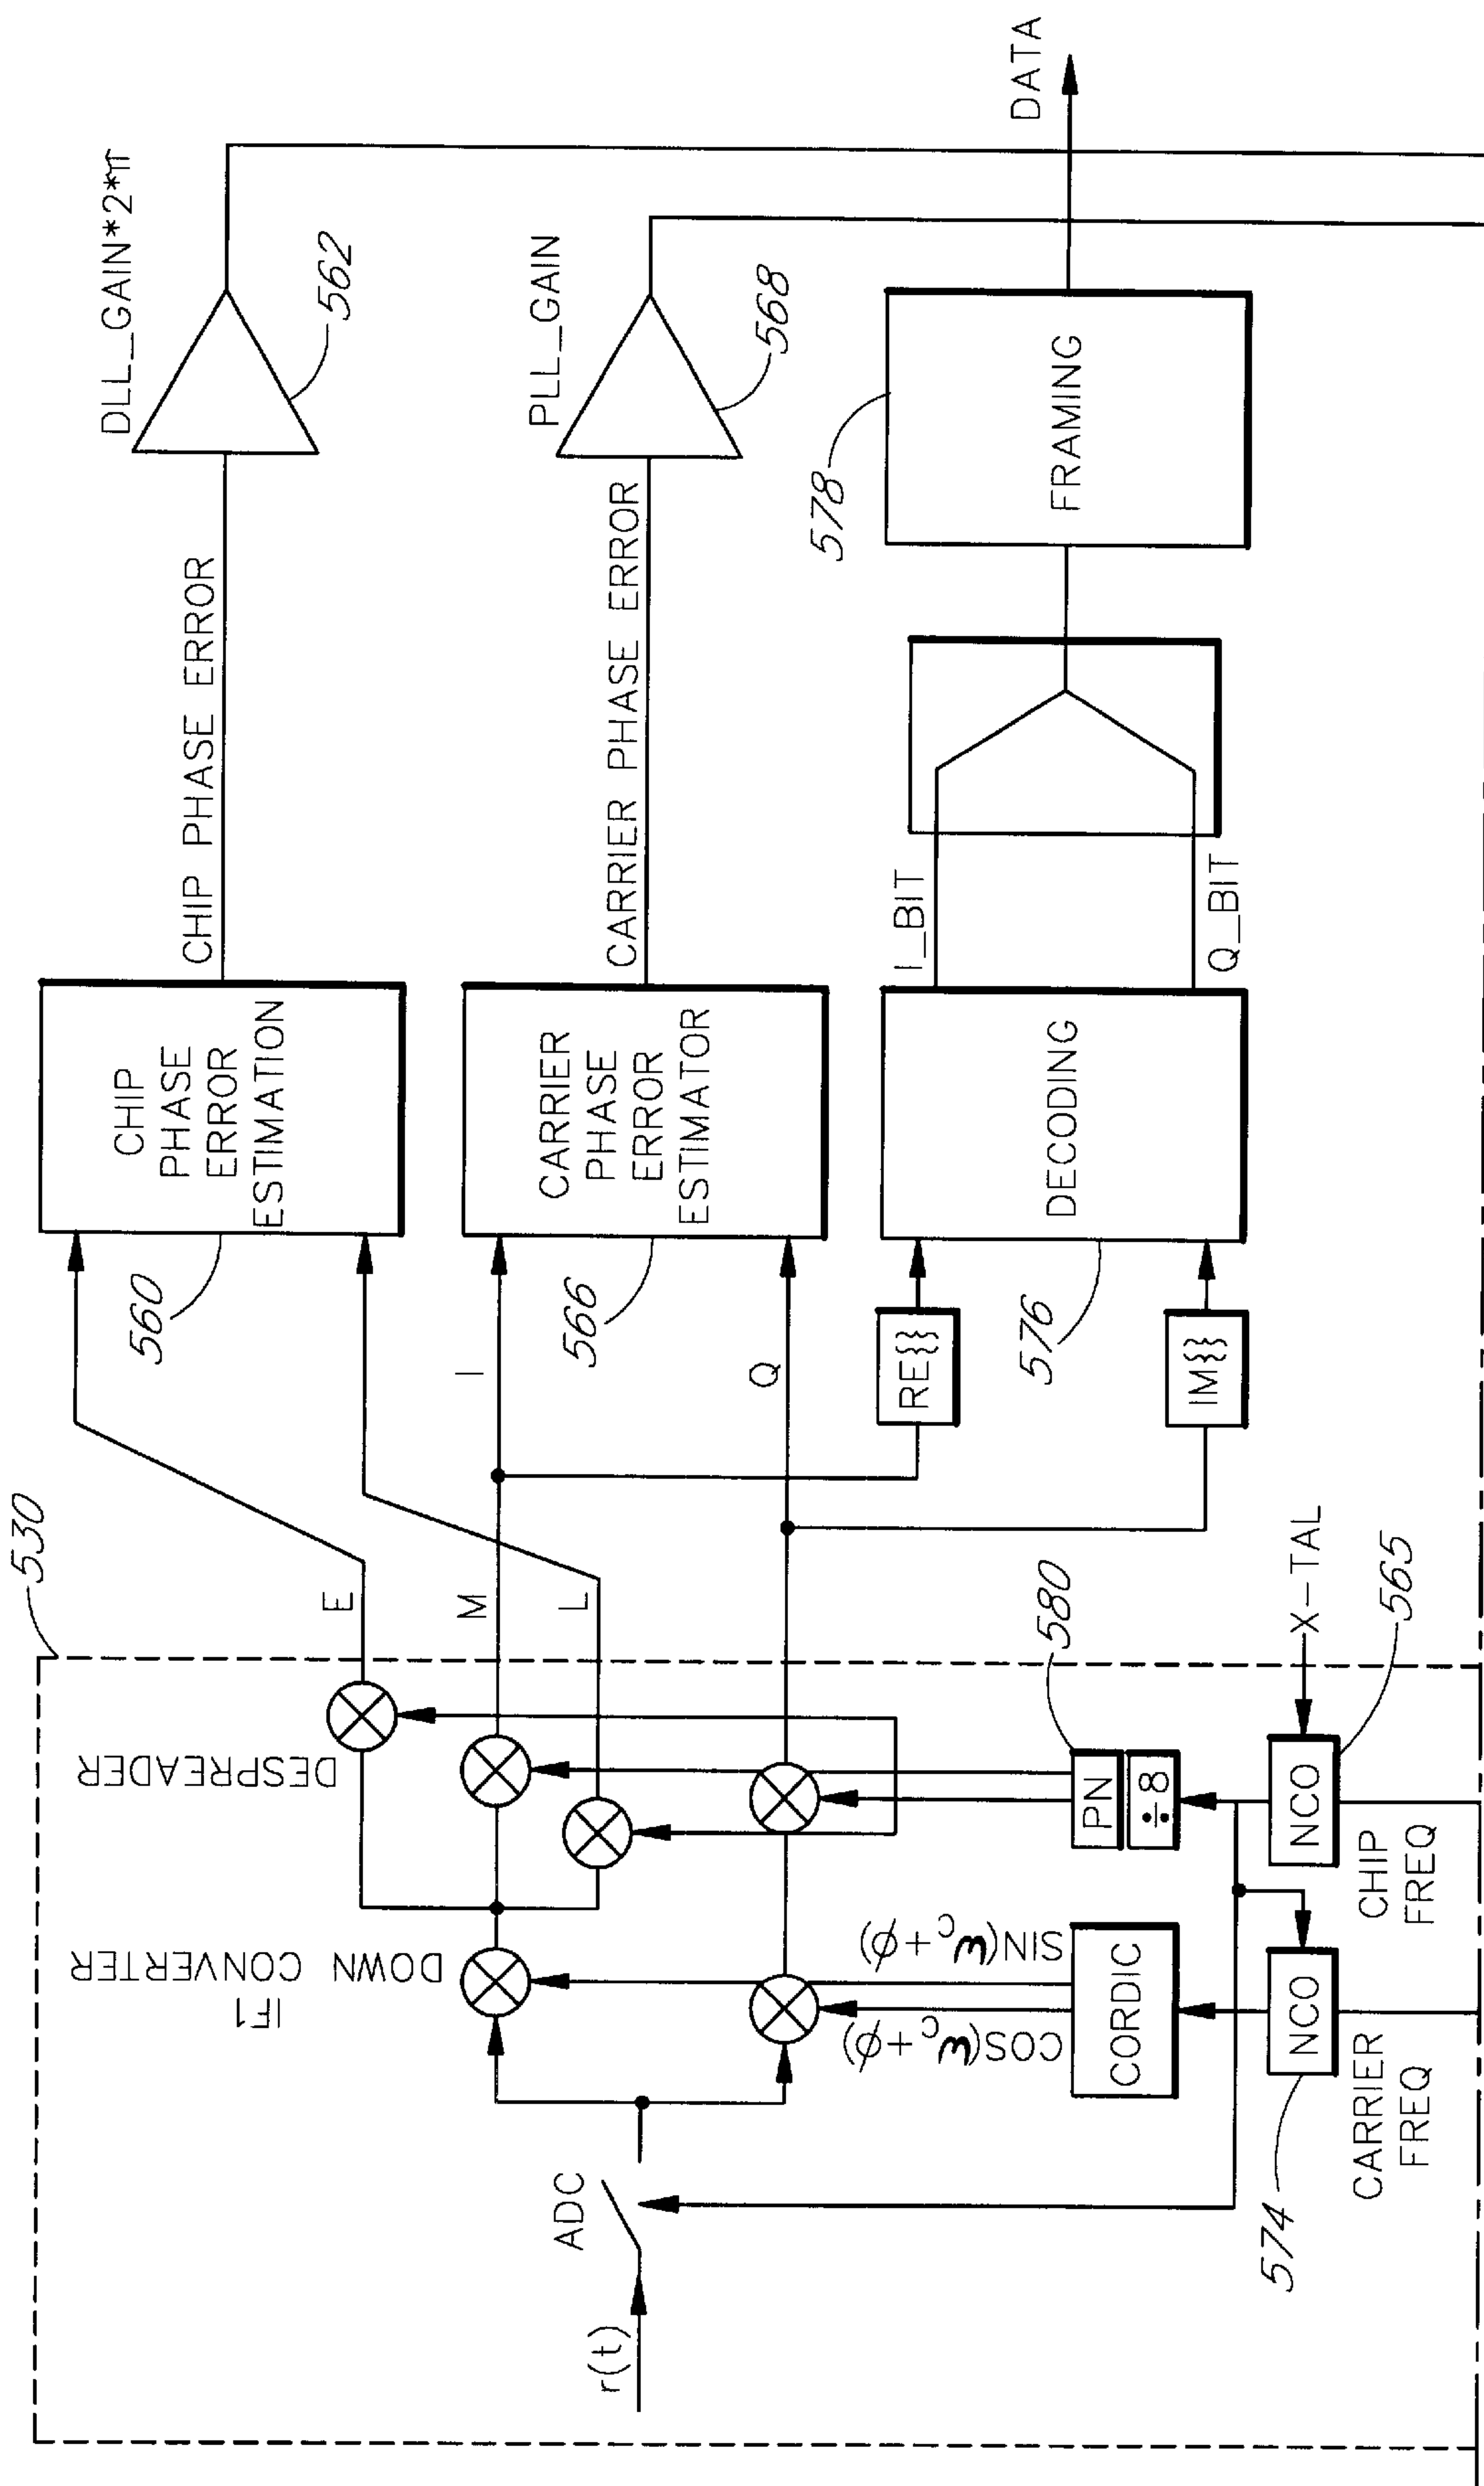 DLL_GAIN*2*π
562
CHIP PHASE ERROR
CHIP
PHASE
ERROR
ESTIMATION
560
530
E
DESPREADER
IF1
DOWN CONVERTER
PLL_GAIN
568
CARRIER PHASE ERROR
CARRIER
PHASE
ERROR
ESTIMATOR
566
I
M
L
Q
ADC
r(t)
DATA
FRAMING
578
I_BIT
Q_BIT
DECODING
576
RE{}
IM{}
580
PN
÷8
SIN(ωc+φ)
COS(ωc+φ)
CORDIC
X-TAL
565
NCO
CHIP
FREQ
NCO
CARRIER
FREQ
574